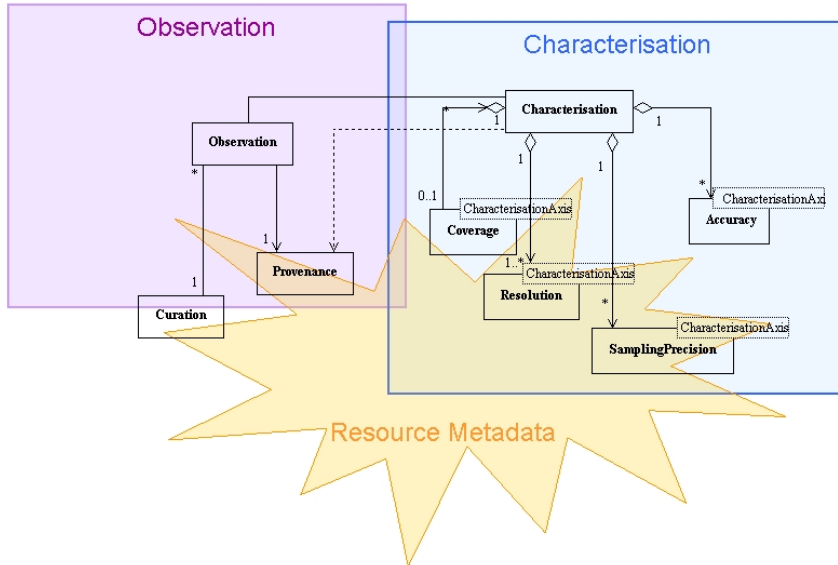 Observation
Characterisation
Characterisation
*
1
1
Observation
1
1
*
*
0..1
CharacterisationAxis
Coverage
CharacterisationAxi
Accuracy
1
Provenance
1..*
CharacterisationAxis
Resolution
1
Curation
*
CharacterisationAxis
SamplingPrecision
Resource Metadata